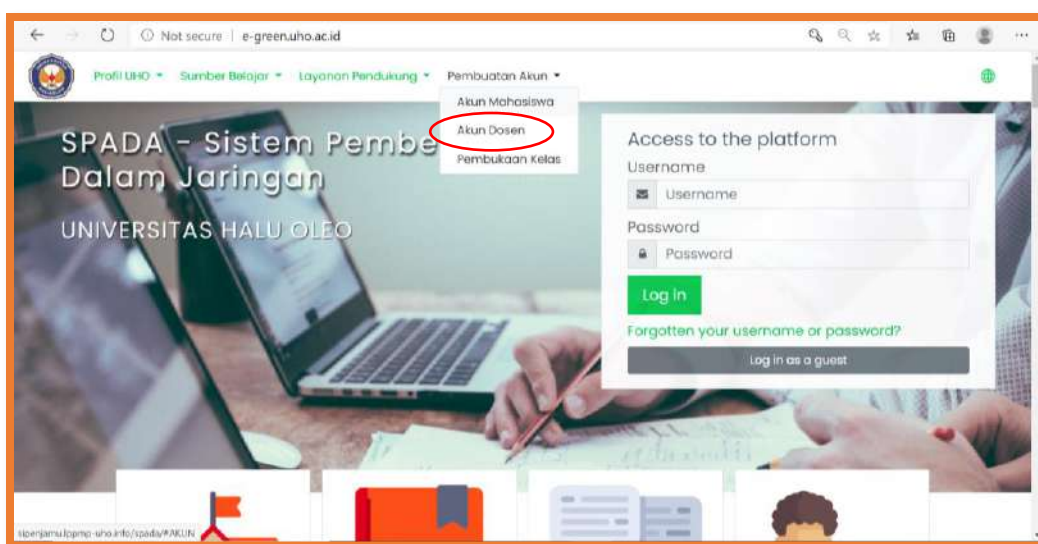 Not secure | e-green.uho.ac.id
Profil UHO
Sumber Belajar
Layanan Pendukung
Pembuatan Akun
Akun Mahasiswa
Akun Dosen
Pembukaan Kelas
SPADA - Sistem Pembe
Dalam Jaringan
UNIVERSITAS HALU OLEO
Access to the platform
Username
Username
Password
Password
Log in
Forgotten your username or password?
Log in as a guest
sipenjamu.lppmp-uho.info/spada/#AKUN